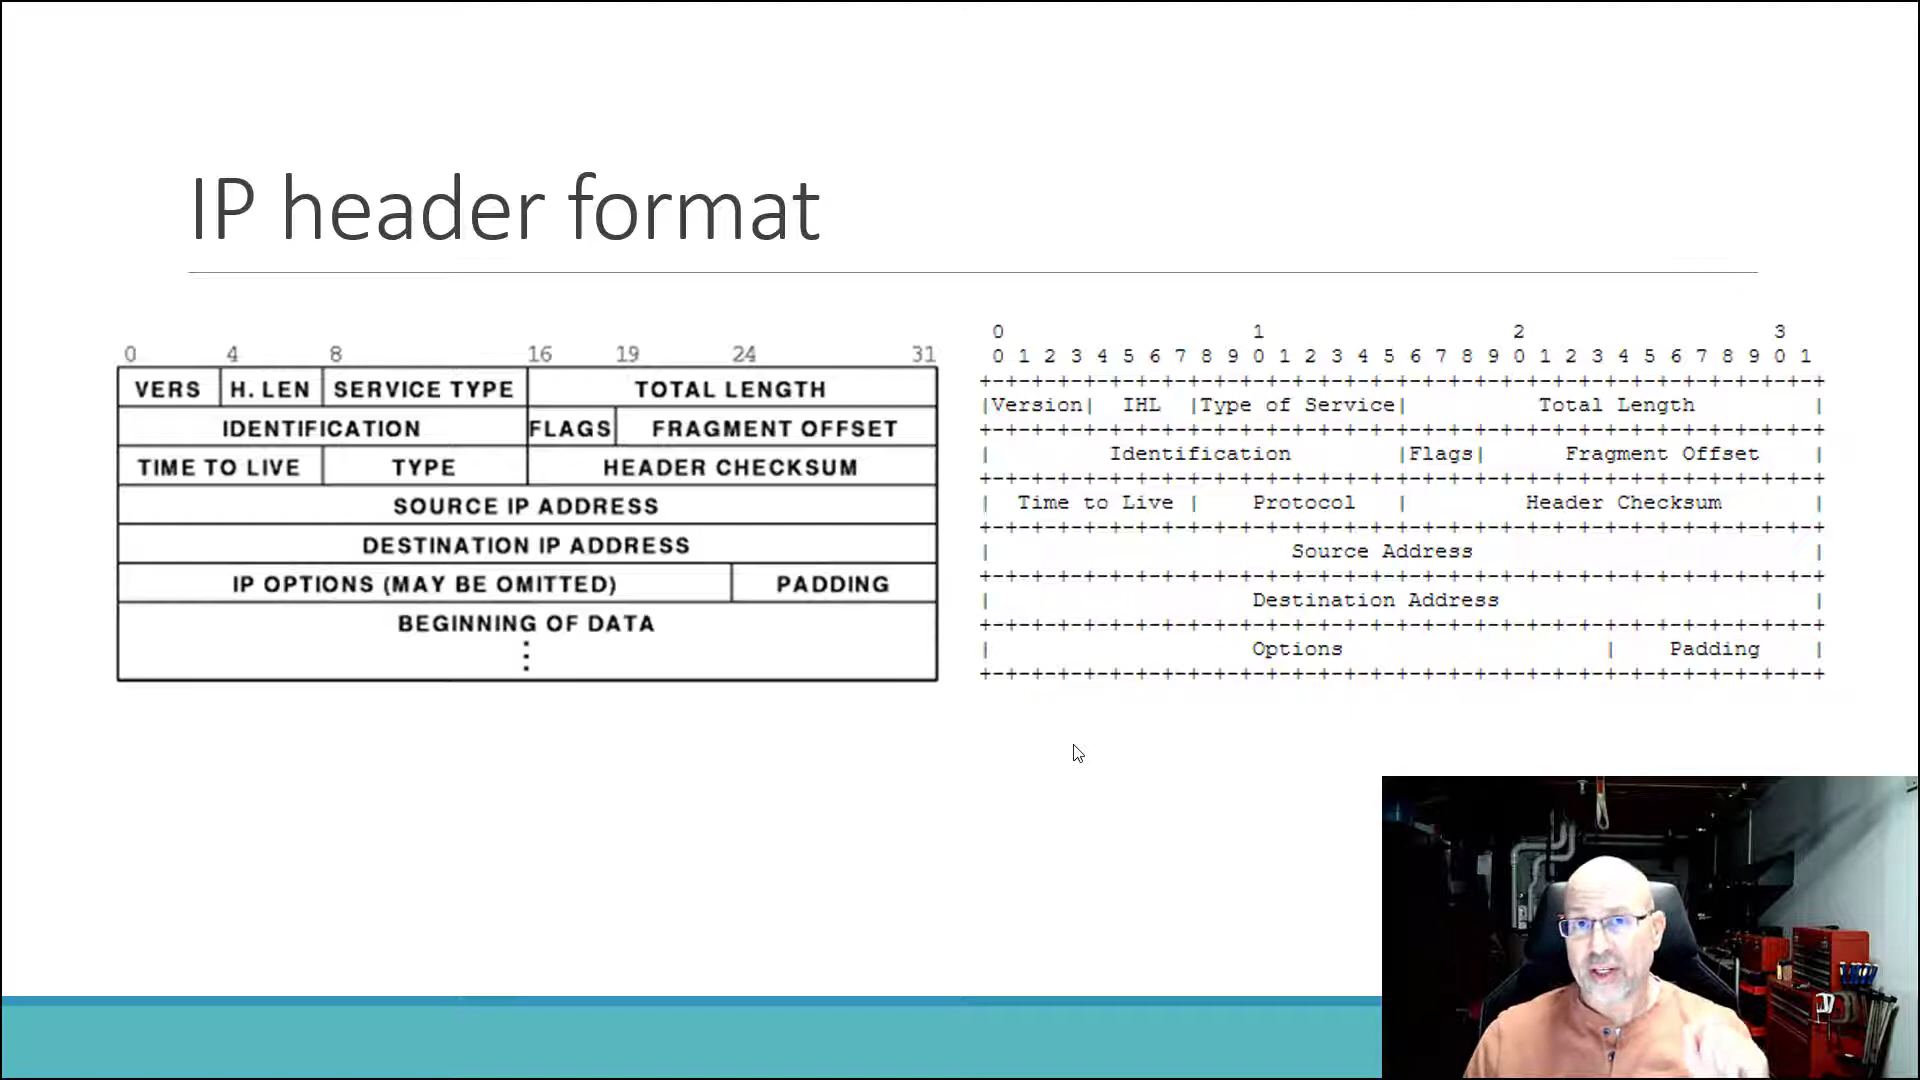 IP header format
0 4 8 16 19 24 31
VERS H. LEN SERVICE TYPE TOTAL LENGTH
IDENTIFICATION FLAGS FRAGMENT OFFSET
TIME TO LIVE TYPE HEADER CHECKSUM
SOURCE IP ADDRESS
DESTINATION IP ADDRESS
IP OPTIONS (MAY BE OMITTED) PADDING
BEGINNING OF DATA
0 1 2 3
0 1 2 3 4 5 6 7 8 9 0 1 2 3 4 5 6 7 8 9 0 1 2 3 4 5 6 7 8 9 0 1
+-+-+-+-+-+-+-+-+-+-+-+-+-+-+-+-+-+-+-+-+-+-+-+-+-+-+-+-+-+-+-+-+
|Version| IHL |Type of Service| Total Length |
+-+-+-+-+-+-+-+-+-+-+-+-+-+-+-+-+-+-+-+-+-+-+-+-+-+-+-+-+-+-+-+-+
| Identification |Flags| Fragment Offset |
+-+-+-+-+-+-+-+-+-+-+-+-+-+-+-+-+-+-+-+-+-+-+-+-+-+-+-+-+-+-+-+-+
| Time to Live | Protocol | Header Checksum |
+-+-+-+-+-+-+-+-+-+-+-+-+-+-+-+-+-+-+-+-+-+-+-+-+-+-+-+-+-+-+-+-+
| Source Address |
+-+-+-+-+-+-+-+-+-+-+-+-+-+-+-+-+-+-+-+-+-+-+-+-+-+-+-+-+-+-+-+-+
| Destination Address |
+-+-+-+-+-+-+-+-+-+-+-+-+-+-+-+-+-+-+-+-+-+-+-+-+-+-+-+-+-+-+-+-+
| Options | Padding |
+-+-+-+-+-+-+-+-+-+-+-+-+-+-+-+-+-+-+-+-+-+-+-+-+-+-+-+-+-+-+-+-+